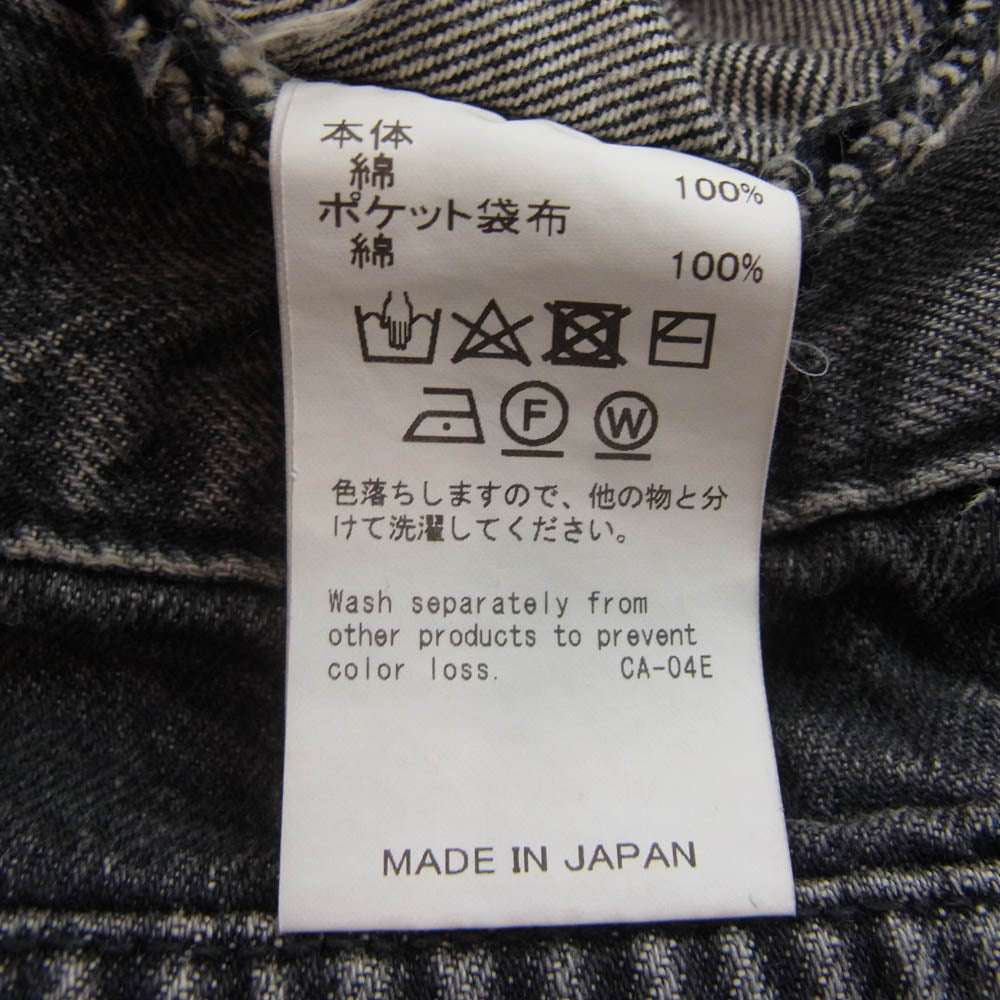 本体
綿 100%
ポケット袋布
綿 100%
F W
色落ちしますので、他の物と分
けて洗濯してください。
Wash separately from
other products to prevent
color loss. CA-04E
MADE IN JAPAN